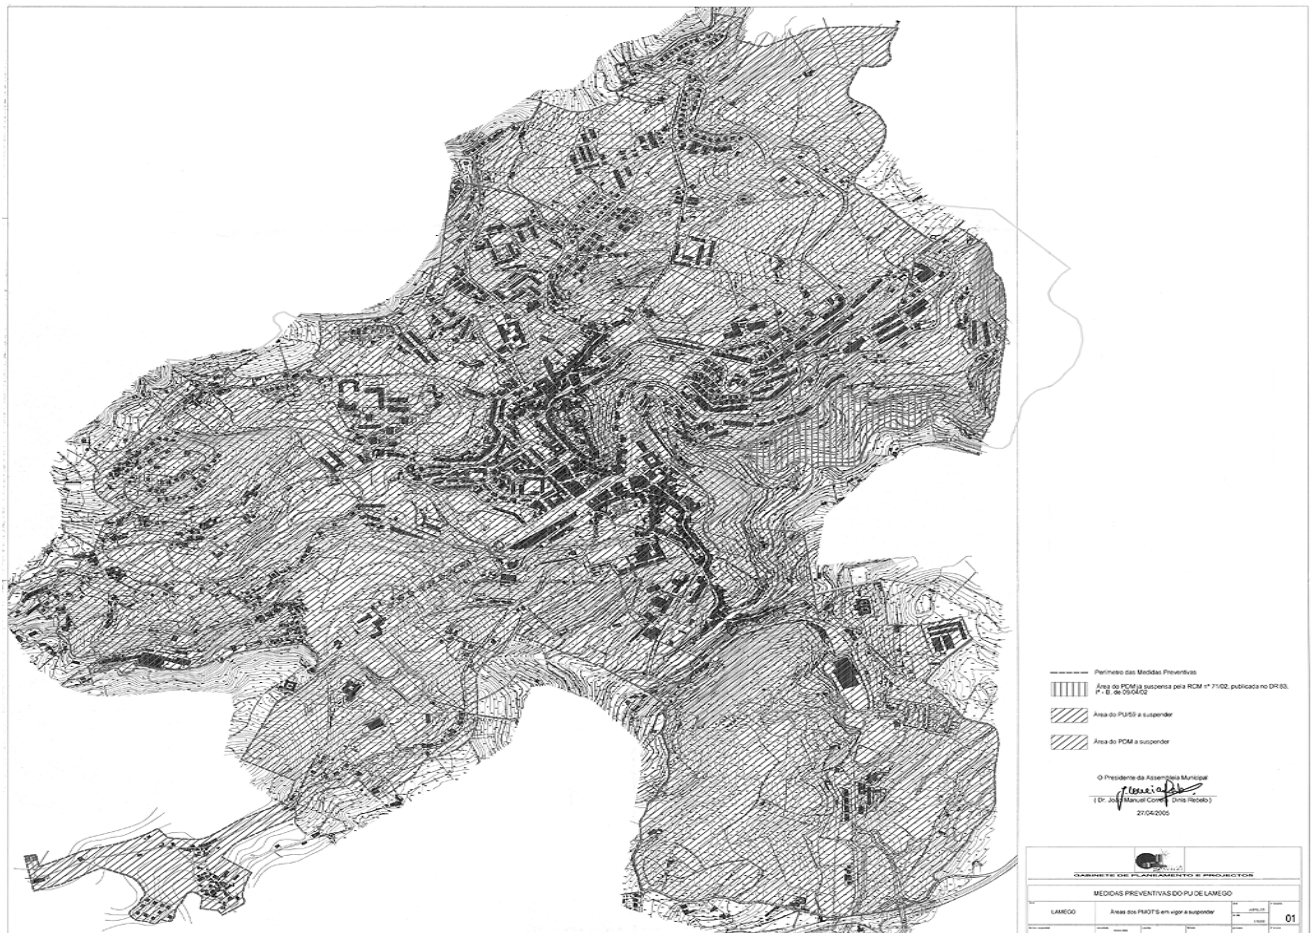 Perímetro das Medidas Preventivas
Área do PDM já suspensa pela RCM nº 71/02, publicada no DR 83,
Iª - B, de 09/04/02
Área do PU/59 a suspender
Área do PDM a suspender
O Presidente da Assembleia Municipal
( Dr. João Manuel Dinis Rebelo )
27/04/2005
GABINETE DE PLANEAMENTO E PROJECTOS
MEDIDAS PREVENTIVAS DO PU DE LAMEGO
LAMEGO
Áreas dos PMOT'S em vigor a suspender
01